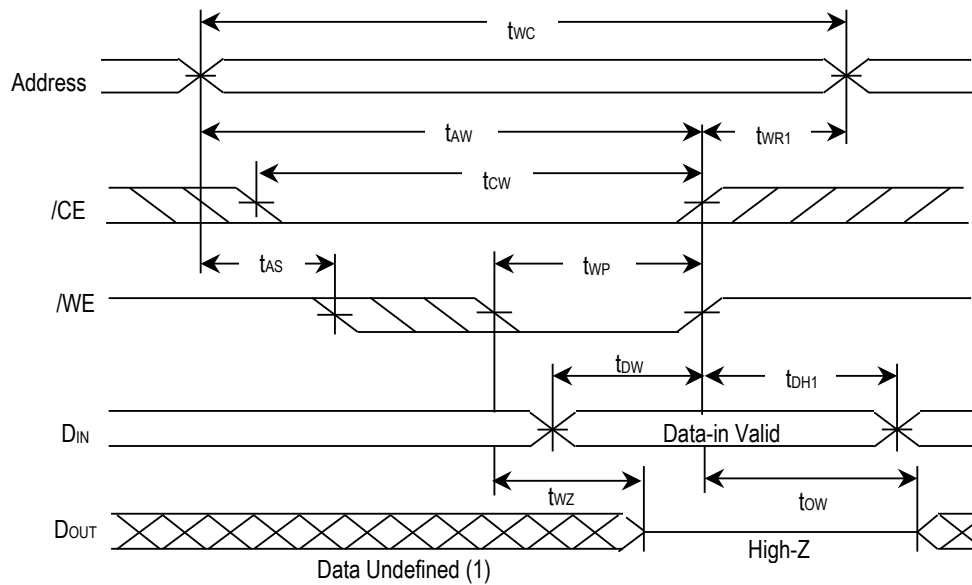 tWC
Address
tAW
tWR1
tCW
/CE
tAS
tWP
/WE
tDW
tDH1
DIN
Data-in Valid
tWZ
tOW
DOUT
High-Z
Data Undefined (1)